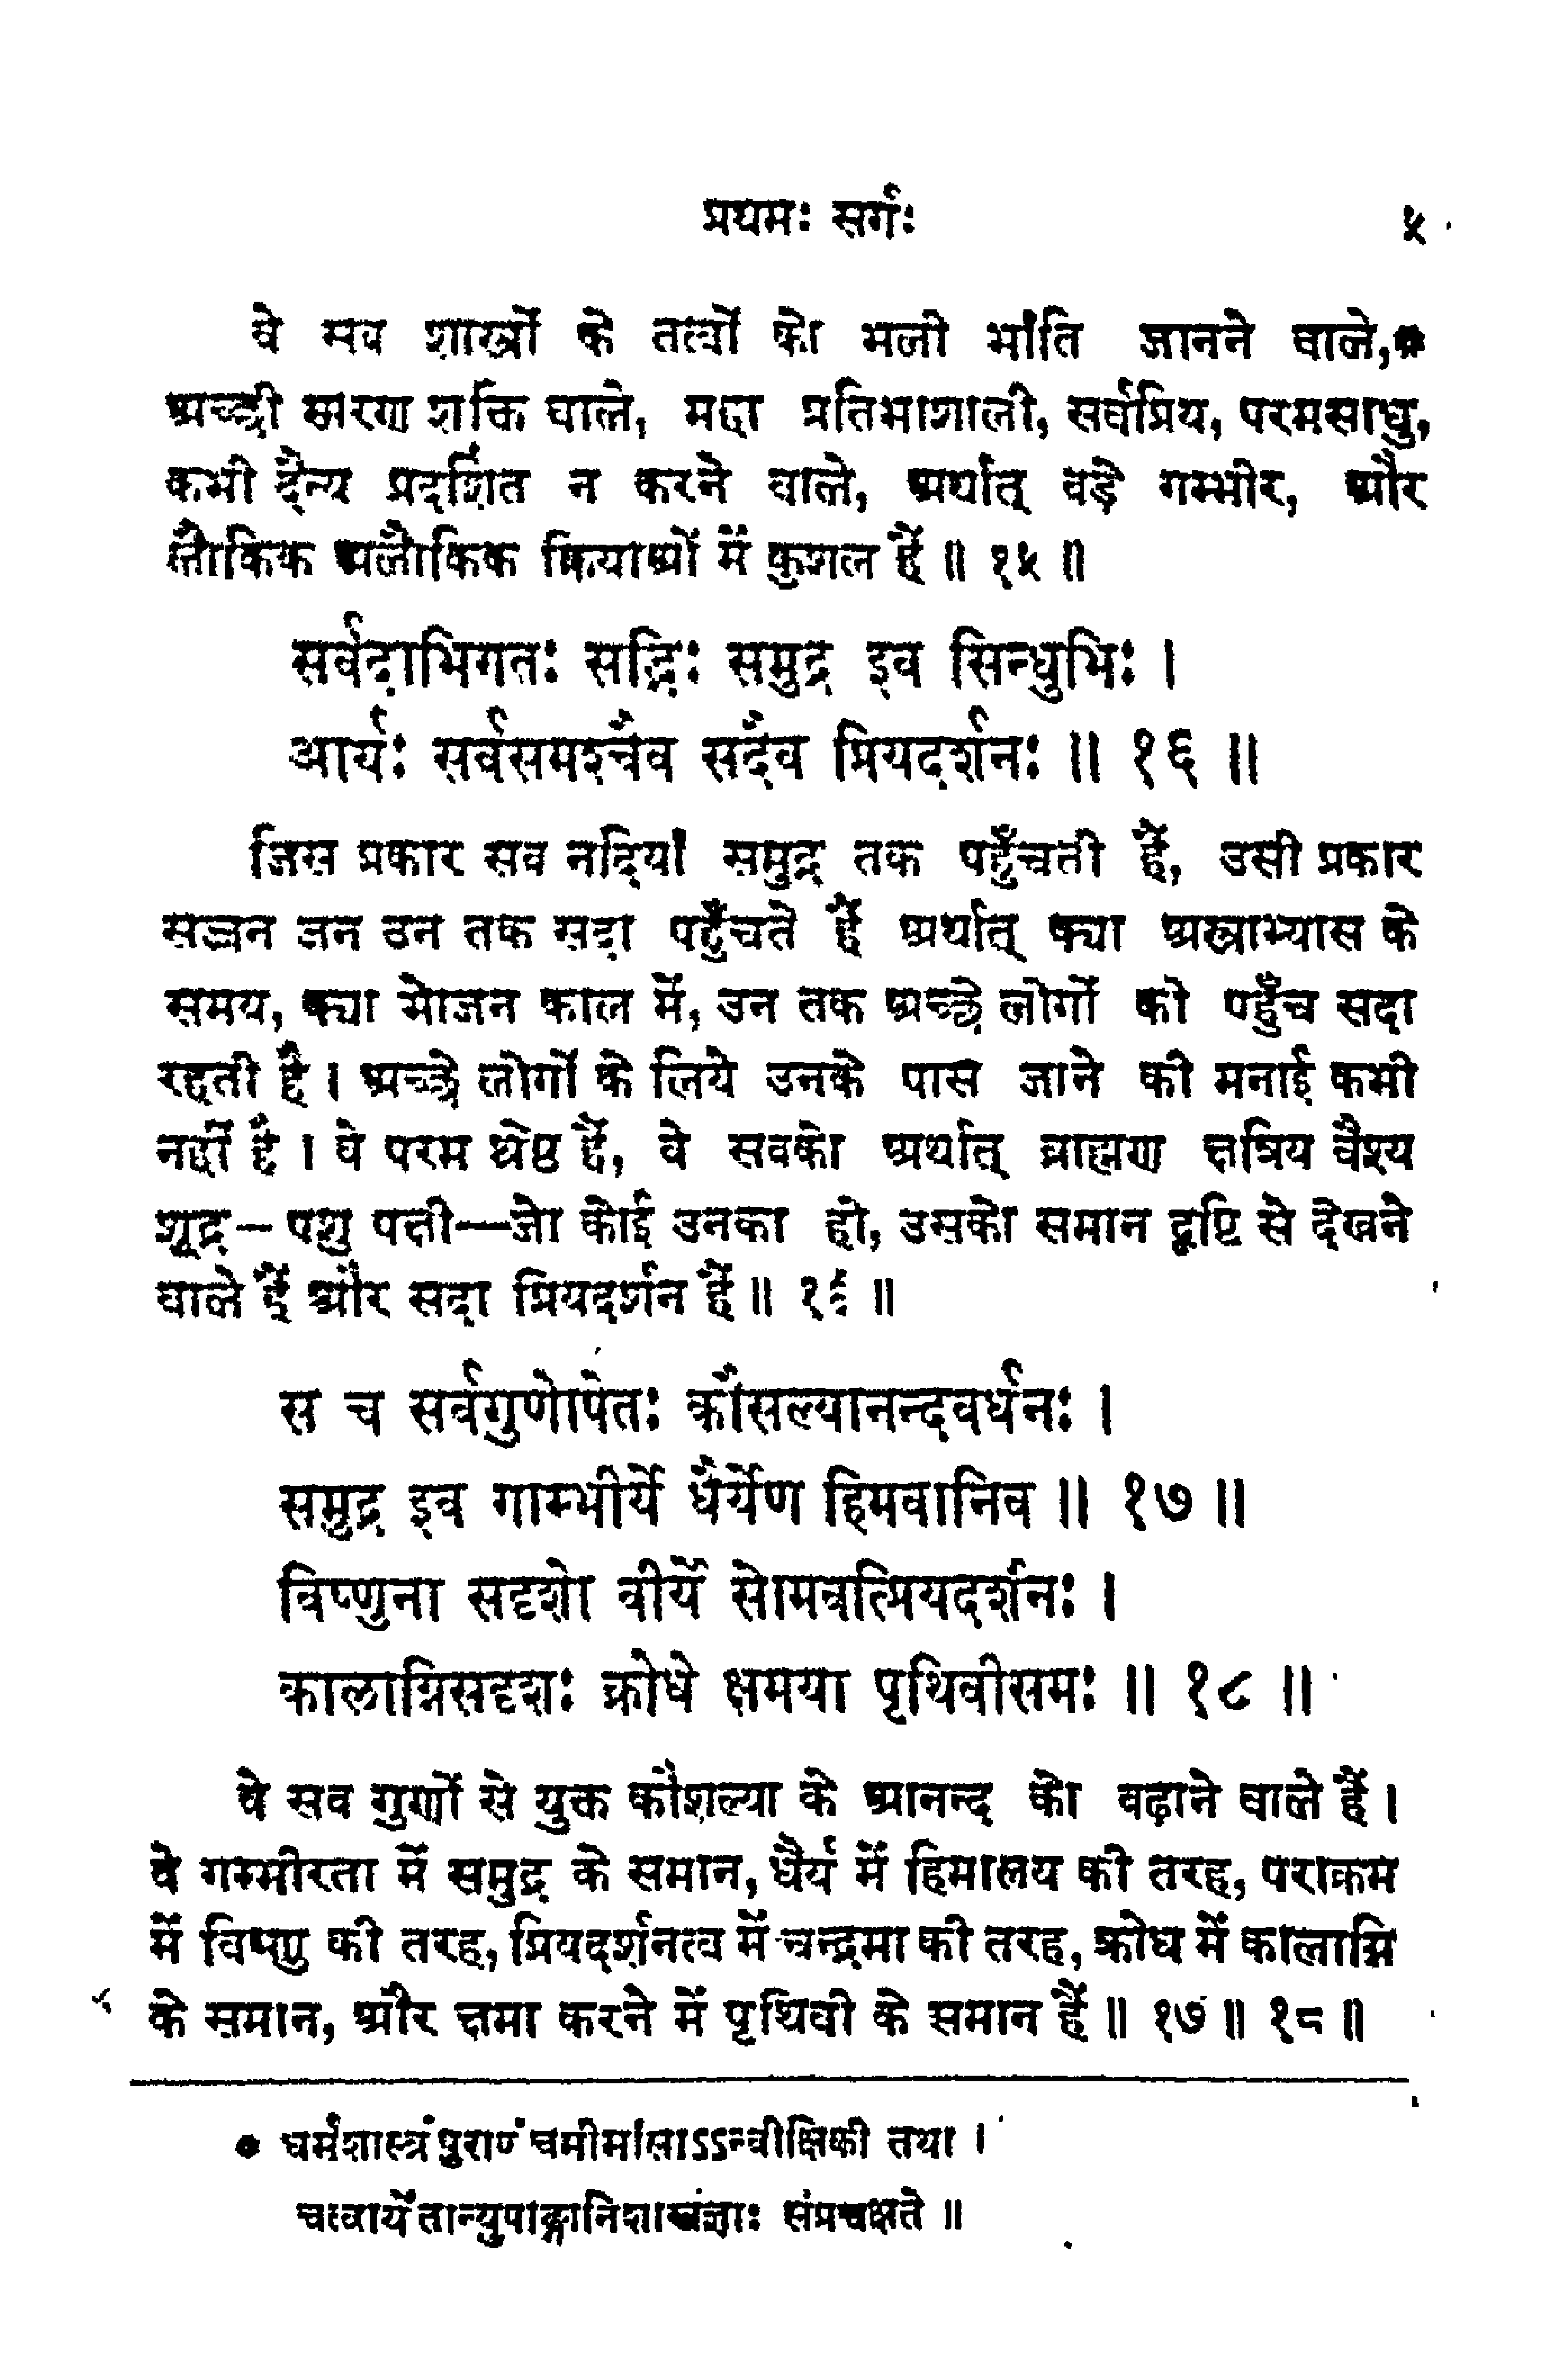 प्रथमः सर्गः ५
वे सब शास्त्रों के तत्वों को भली भांति जानने वाले,*
अच्छी स्मरण शक्ति वाले, महा प्रतिभाशाली, सर्वप्रिय, परमसाधु,
कभी दैन्य प्रदर्शित न करने वाले, अर्थात् बड़े गम्भीर, और
लौकिक अलौकिक क्रियाओं में कुशल हैं ॥ १५ ॥
सर्वदाभिगतः सद्भिः समुद्र इव सिन्धुभिः ।
आर्यः सर्वसमश्चैव सदैव प्रियदर्शनः ॥ १६ ॥
जिस प्रकार सब नदियां समुद्र तक पहुँचती हैं, उसी प्रकार
सज्जन जन उन तक सदा पहुँचते हैं अर्थात् क्या अस्त्राभ्यास के
समय, क्या भोजन काल में, उन तक अच्छे लोगों की पहुँच सदा
रहती है । अच्छे लोगों के लिये उनके पास जाने की मनाई कभी
नहीं है । वे परम श्रेष्ठ हैं, वे सबको अर्थात् ब्राह्मण क्षत्रिय वैश्य
शूद्र – पशु पक्षी—जो कोई उनका हो, उसको समान दृष्टि से देखने
वाले हैं और सदा प्रियदर्शन हैं ॥ १६ ॥
स च सर्वगुणोपेतः कौसल्यानन्दवर्धनः ।
समुद्र इव गाम्भीर्ये धैर्येण हिमवानिव ॥ १७ ॥
विष्णुना सदृशो वीर्ये सोमवत्प्रियदर्शनः ।
कालाग्निसदृशः क्रोधे क्षमया पृथिवीसमः ॥ १८ ॥
वे सब गुणों से युक्त कौशल्या के आनन्द को बढ़ाने वाले हैं ।
वे गम्भीरता में समुद्र के समान, धैर्य में हिमालय की तरह, पराक्रम
में विष्णु की तरह, प्रियदर्शनत्व में चन्द्रमा की तरह, क्रोध में कालाग्नि
के समान, और क्षमा करने में पृथिवी के समान हैं ॥ १७ ॥ १८ ॥
* धर्मशास्त्रं पुराणं चमीमांसाऽऽन्वीक्षिकी तथा ।
चत्वार्येतान्युपाङ्गानिशास्त्रज्ञाः संप्रचक्षते ॥